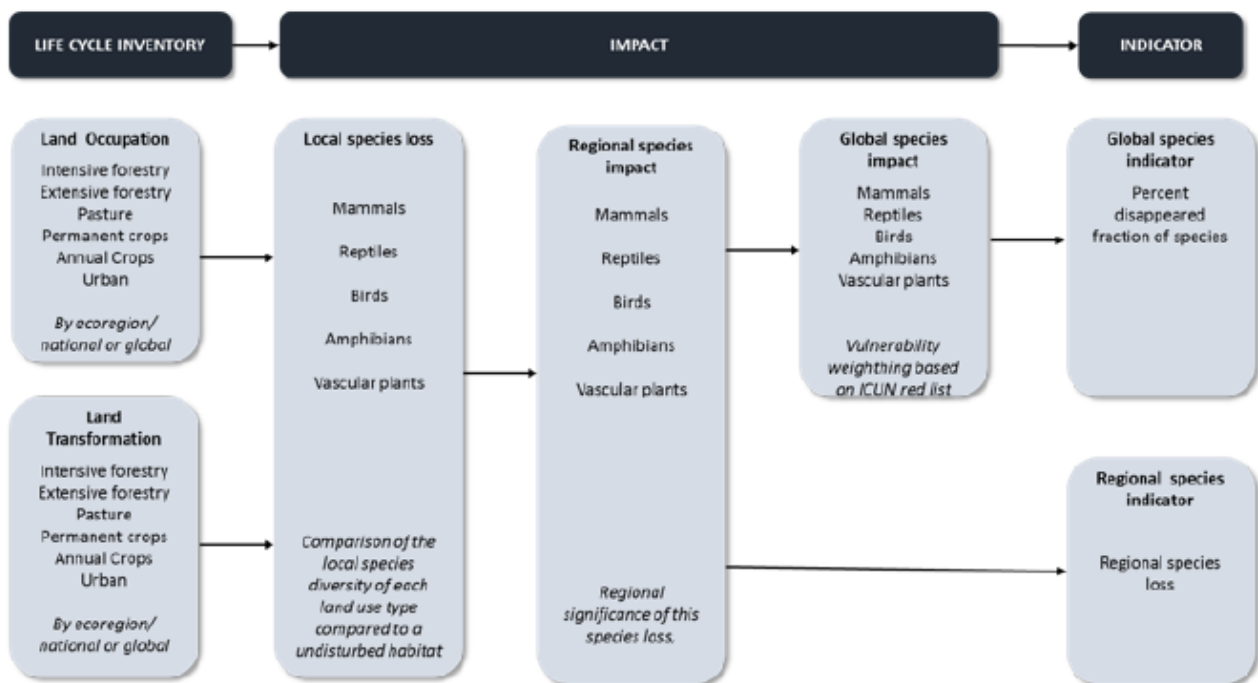 LIFE CYCLE INVENTORY
IMPACT
INDICATOR
Land Occupation
Intensive forestry
Extensive forestry
Pasture
Permanent crops
Annual Crops
Urban
By ecoregion/
national or global
Land
Transformation
Intensive forestry
Extensive forestry
Pasture
Permanent crops
Annual Crops
Urban
By ecoregion/
national or global
Local species loss
Mammals
Reptiles
Birds
Amphibians
Vascular plants
Comparison of the
local species
diversity of each
land use type
compared to a
undisturbed habitat
Regional species
impact
Mammals
Reptiles
Birds
Amphibians
Vascular plants
Regional
significance of this
species loss.
Global species
impact
Mammals
Reptiles
Birds
Amphibians
Vascular plants
Vulnerability
weighthing based
on ICUN red list
Global species
indicator
Percent
disappeared
fraction of species
Regional species
indicator
Regional species
loss